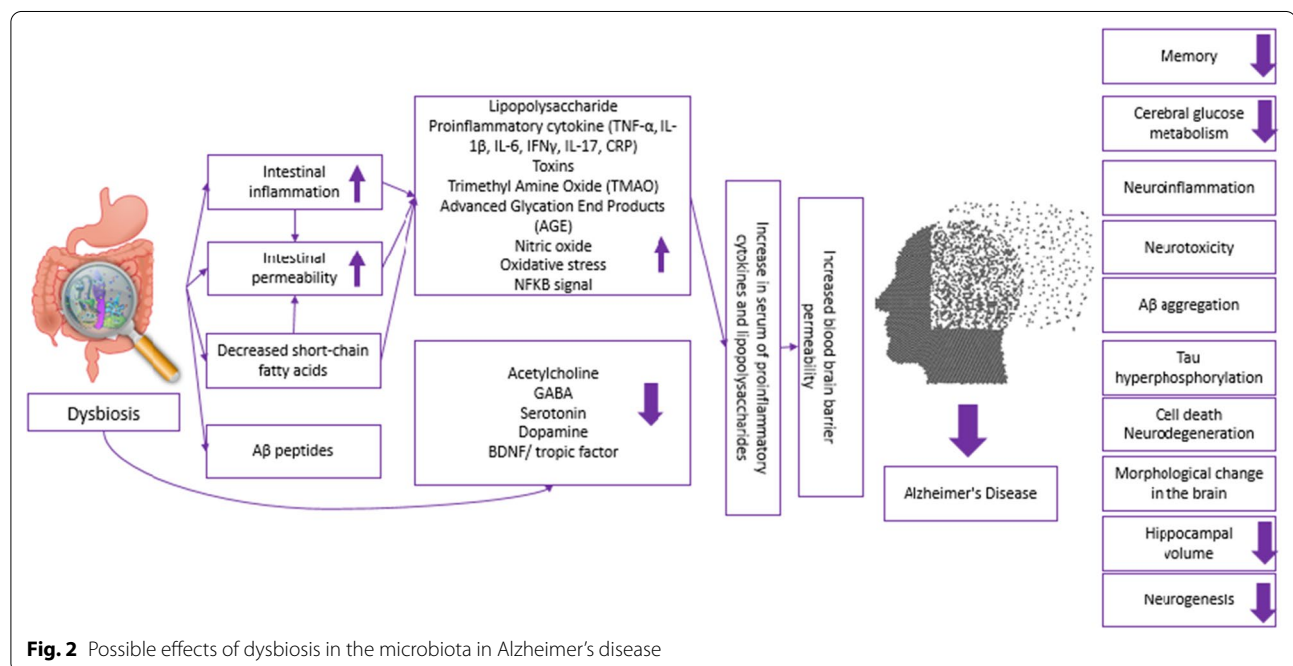 Dysbiosis
Intestinal
inflammation
Intestinal
permeability
Decreased short-chain
fatty acids
Aβ peptides
Lipopolysaccharide
Proinflammatory cytokine (TNF-α, IL-
1β, IL-6, IFNγ, IL-17, CRP)
Toxins
Trimethyl Amine Oxide (TMAO)
Advanced Glycation End Products
(AGE)
Nitric oxide
Oxidative stress
NFKB signal
Acetylcholine
GABA
Serotonin
Dopamine
BDNF/ tropic factor
Increase in serum of proinflammatory
cytokines and lipopolysaccharides
Increased blood brain barrier
permeability
Alzheimer's Disease
Memory
Cerebral glucose
metabolism
Neuroinflammation
Neurotoxicity
Aβ aggregation
Tau
hyperphosphorylation
Cell death
Neurodegeneration
Morphological change
in the brain
Hippocampal
volume
Neurogenesis
Fig. 2 Possible effects of dysbiosis in the microbiota in Alzheimer’s disease